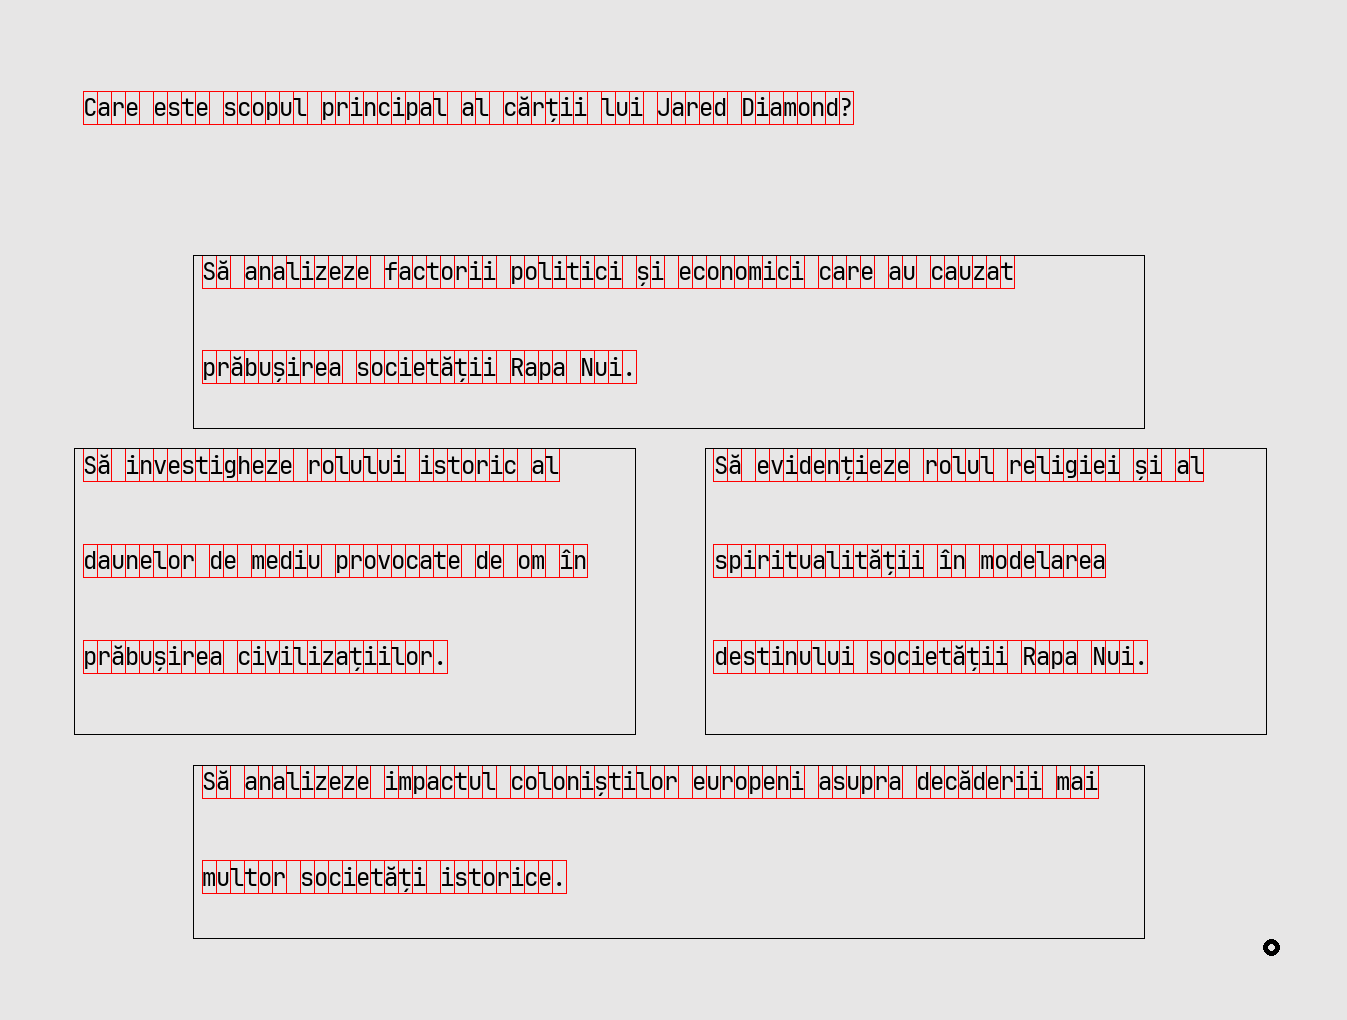 Care este scopul principal al cărții lui Jared Diamond?
Să analizeze factorii politici și economici care au cauzat
prăbușirea societății Rapa Nui.
Să investigheze rolului istoric al
daunelor de mediu provocate de om în
prăbușirea civilizațiilor.
Să evidențieze rolul religiei și al
spiritualității în modelarea
destinului societății Rapa Nui.
Să analizeze impactul coloniștilor europeni asupra decăderii mai
multor societăți istorice.